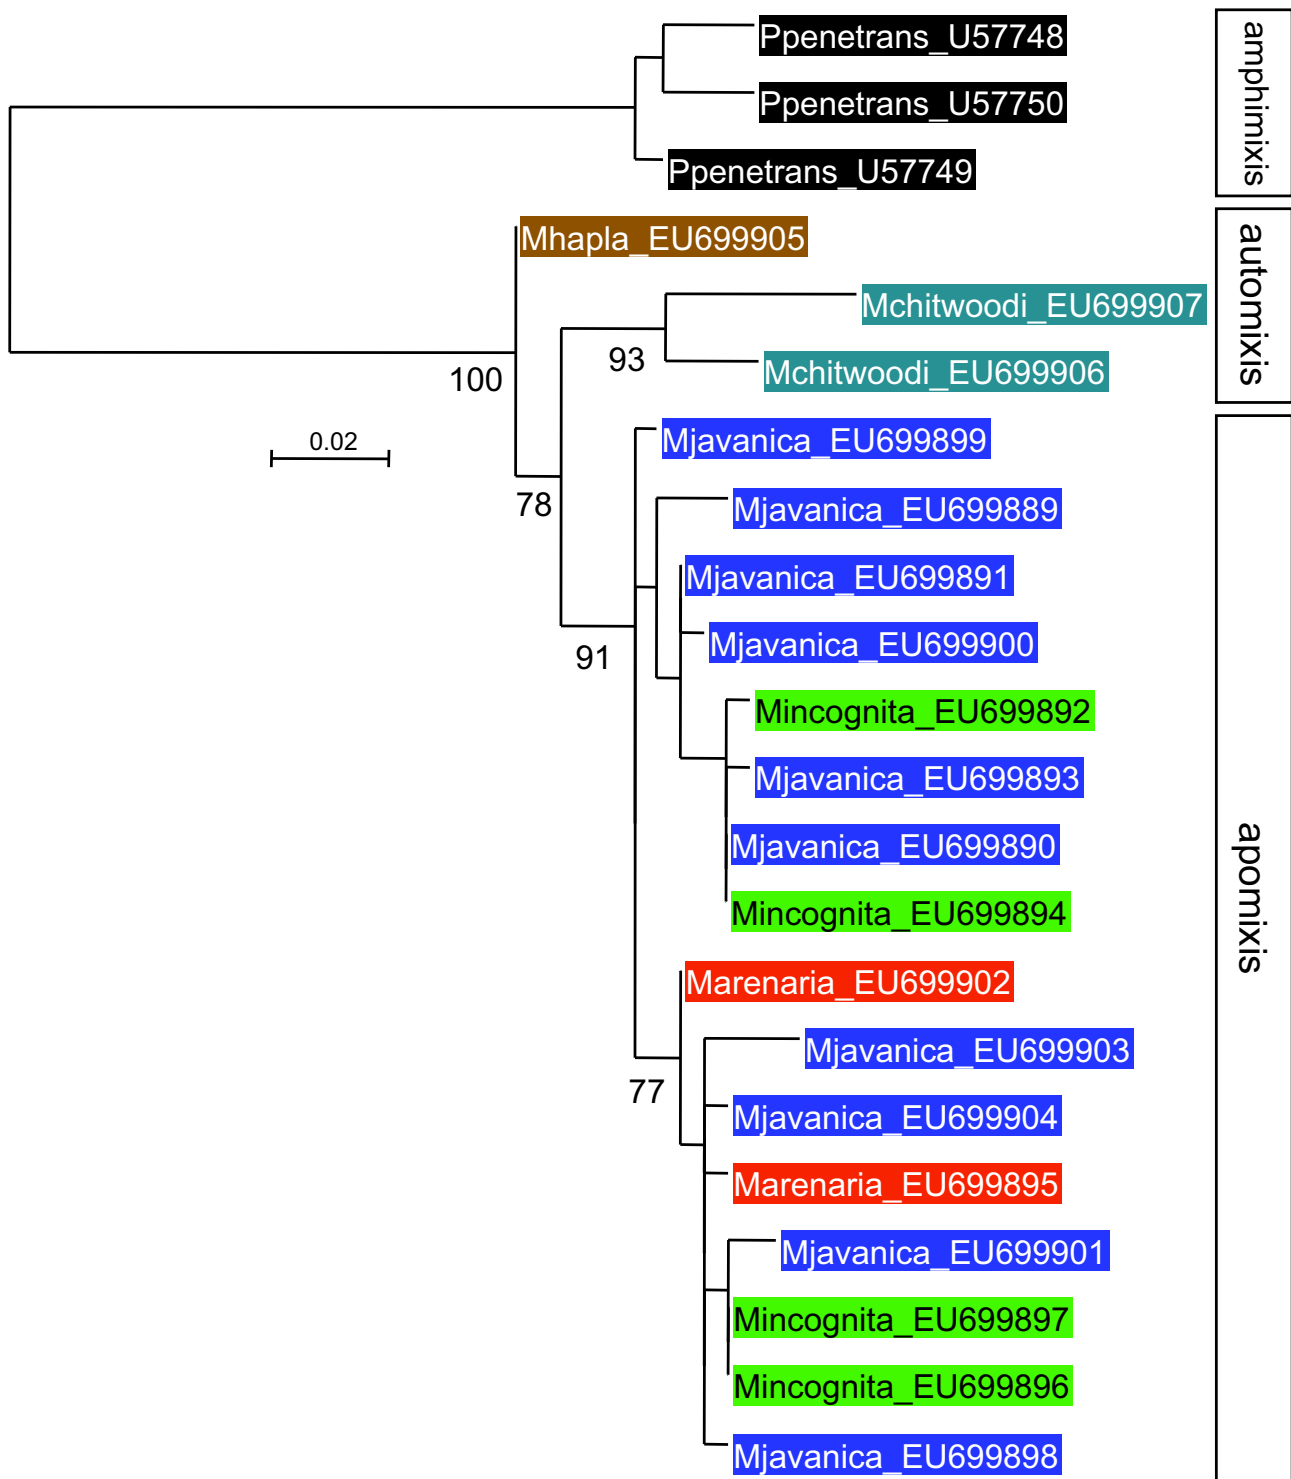 Ppenetrans_U57748
Ppenetrans_U57750
Ppenetrans_U57749
amphimixis
Mhapla_EU699905
Mchitwoodi_EU699907
93
Mchitwoodi_EU699906
automixis
100
0.02
Mjavanica_EU699899
78
Mjavanica_EU699889
Mjavanica_EU699891
Mjavanica_EU699900
91
Mincognita_EU699892
Mjavanica_EU699893
Mjavanica_EU699890
Mincognita_EU699894
apomixis
Marenaria_EU699902
Mjavanica_EU699903
77
Mjavanica_EU699904
Marenaria_EU699895
Mjavanica_EU699901
Mincognita_EU699897
Mincognita_EU699896
Mjavanica_EU699898